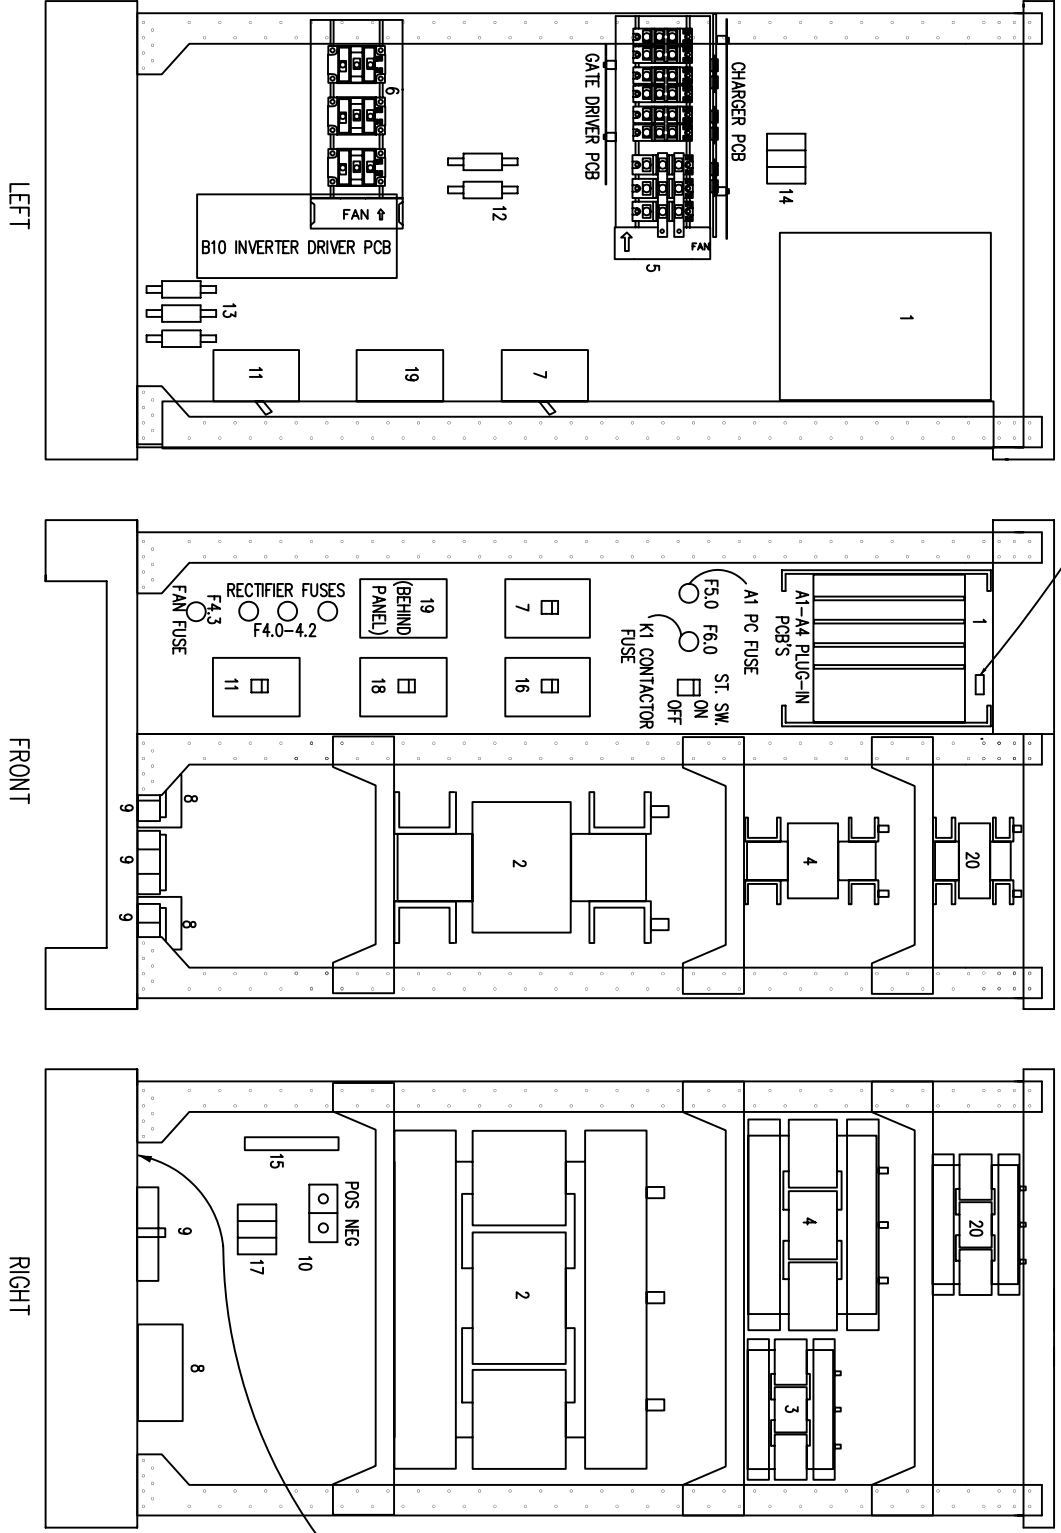 LEFT
6
FAN
B10 INVERTER DRIVER PCB
GATE DRIVER PCB
CHARGER PCB
FAN
5
14
12
13
1
11
19
7
FRONT
F4.3
FAN FUSE
RECTIFIER FUSES
F4.0-4.2
19
(BEHIND
PANEL)
7
F5.0
F6.0
A1 PC FUSE
K1 CONTACTOR
FUSE
ST. SW.
ON
OFF
1
A1-A4 PLUG-IN
PCB'S
11
18
16
8
9
9
9
8
2
4
20
RIGHT
15
POS NEG
10
17
9
8
2
4
3
20